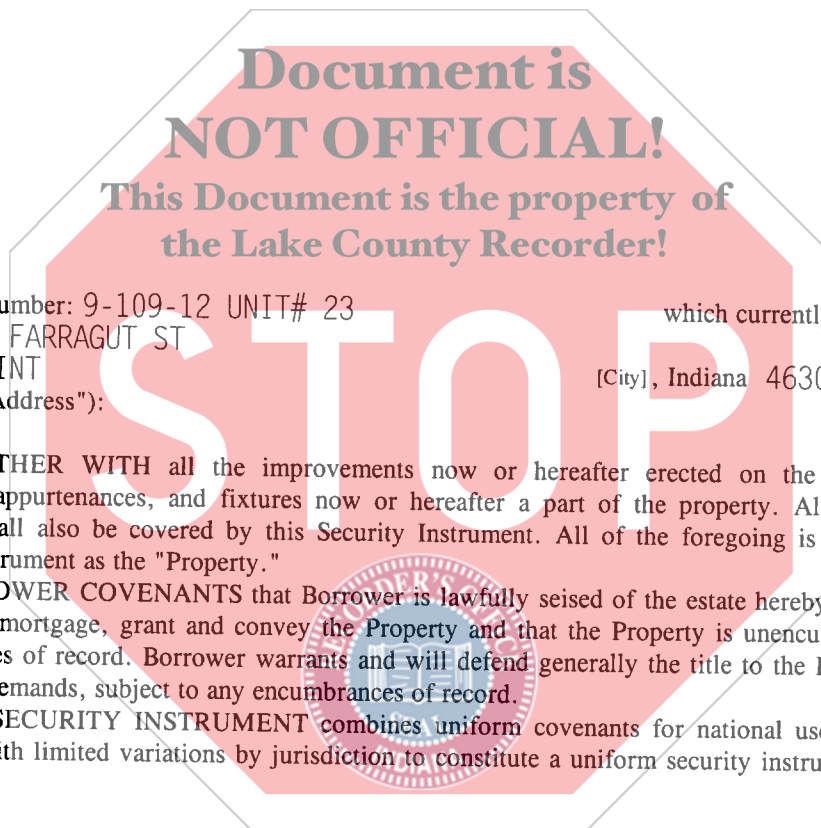 Document is
NOT OFFICIAL!
This Document is the property of
the Lake County Recorder!
umber: 9-109-12 UNIT# 23 which currentl
FARRAGUT ST
INT [City], Indiana 4630
Address"):
STOP
THER WITH all the improvements now or hereafter erected on the
appurtenances, and fixtures now or hereafter a part of the property. Al
all also be covered by this Security Instrument. All of the foregoing is
rument as the "Property."
OWER COVENANTS that Borrower is lawfully seised of the estate hereby
mortgage, grant and convey the Property and that the Property is unencu
es of record. Borrower warrants and will defend generally the title to the
emands, subject to any encumbrances of record.
SECURITY INSTRUMENT combines uniform covenants for national us
ith limited variations by jurisdiction to constitute a uniform security instru
SEAL
INDIANA